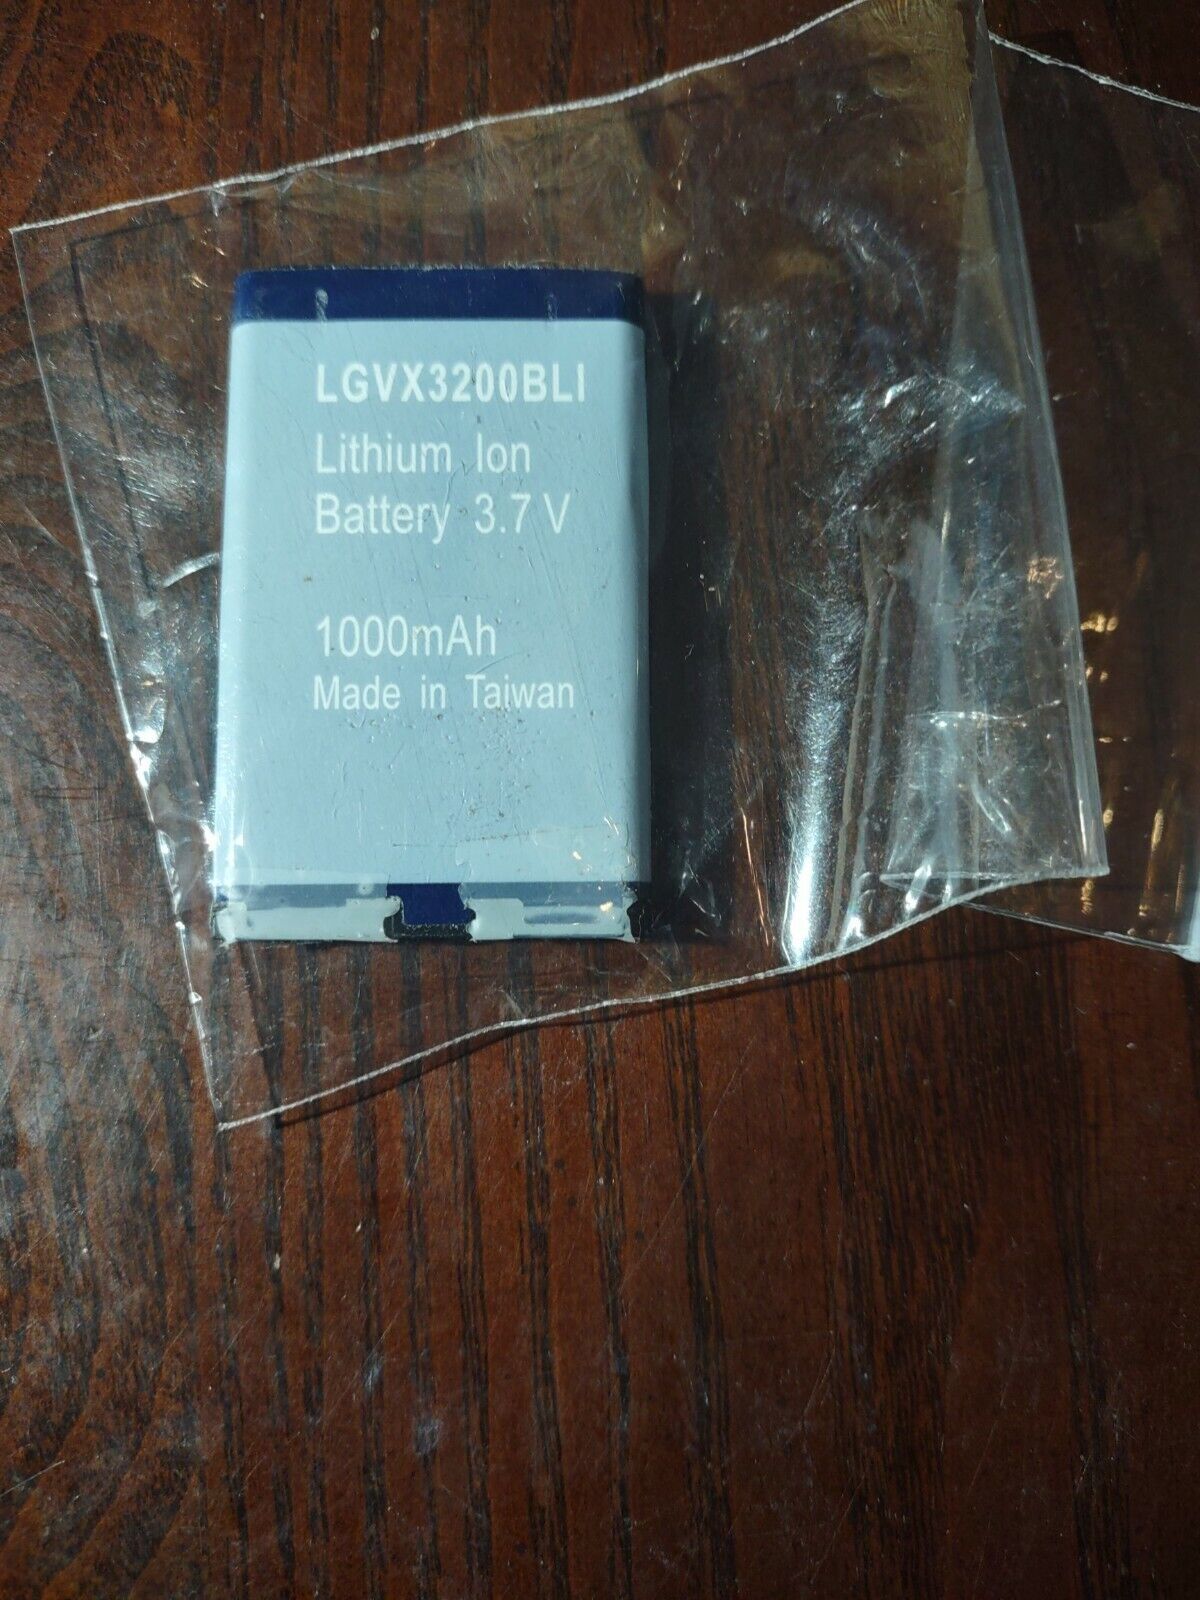 LGVX3200BLI
Lithium Ion
Battery 3.7 V
1000mAh
Made in Taiwan